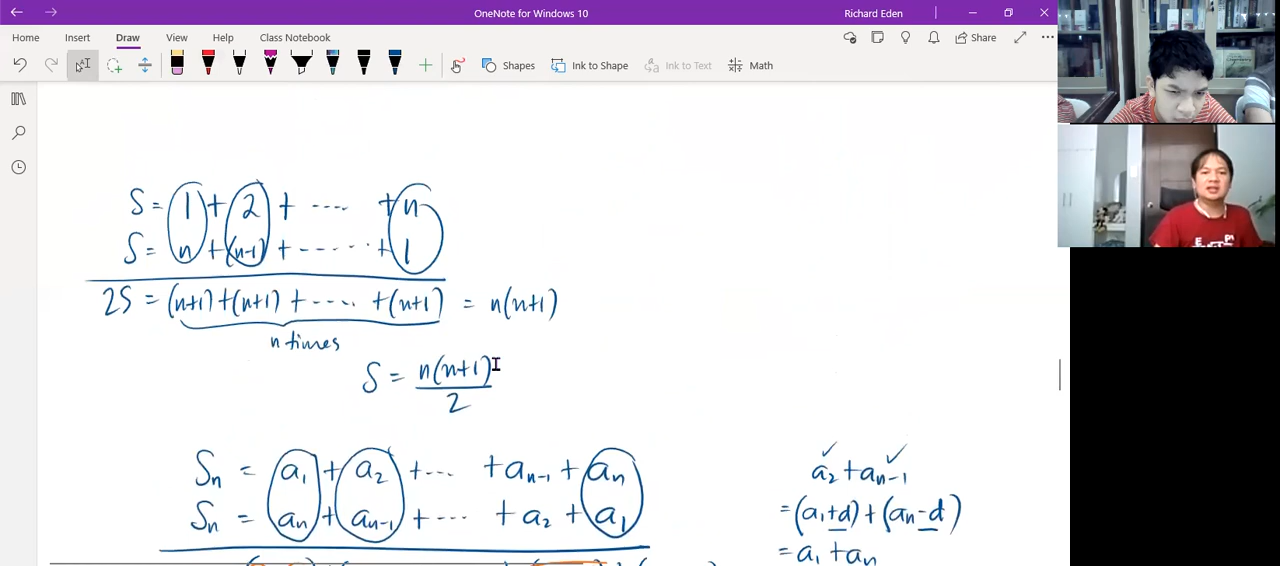 OneNote for Windows 10
Richard Eden
Home Insert Draw View Help Class Notebook
Share
Shapes Ink to Shape Ink to Text Math
S = 1 + 2 + ···· + n
S = n + (n-1) + ······ + 1
2S = (n+1) + (n+1) + ····· + (n+1) = n(n+1)
n times
S = n(n+1)/2
Sₙ = a₁ + a₂ + ··· + aₙ₋₁ + aₙ
Sₙ = aₙ + aₙ₋₁ + ··· + a₂ + a₁
a₂ + aₙ₋₁
= (a₁+d) + (aₙ-d)
= a₁ + aₙ